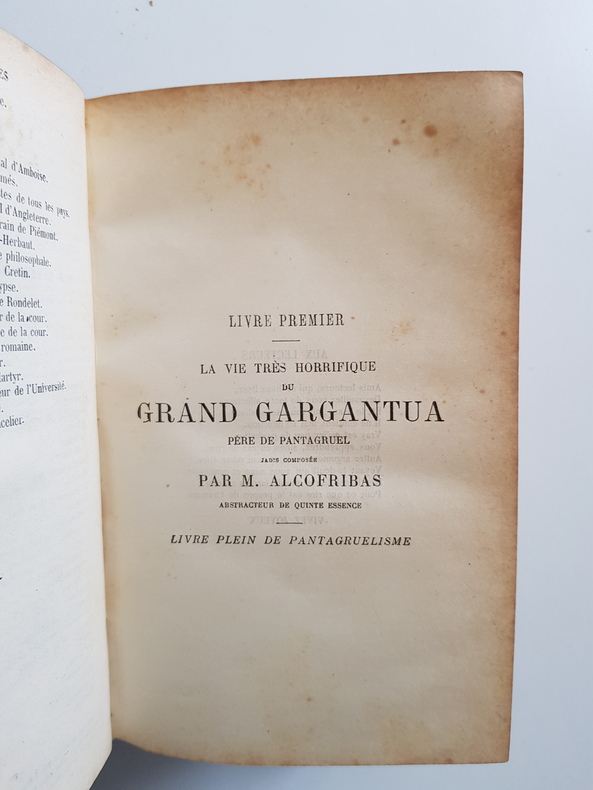 ES
e.
al d'Amboise.
més.
tes de tous les pays.
d'Angleterre.
rain de Piémont.
-Herbaut.
e philosophale.
Cretin.
ypse.
e Rondelet.
r de la cour.
e de la cour.
romaine.
r.
artyr.
eur de l'Université.
celier.
LIVRE PREMIER
LA VIE TRÈS HORRIFIQUE
DU
GRAND GARGANTUA
PÈRE DE PANTAGRUEL
JADIS COMPOSÉE
PAR M. ALCOFRIBAS
ABSTRACTEUR DE QUINTE ESSENCE
LIVRE PLEIN DE PANTAGRUELISME